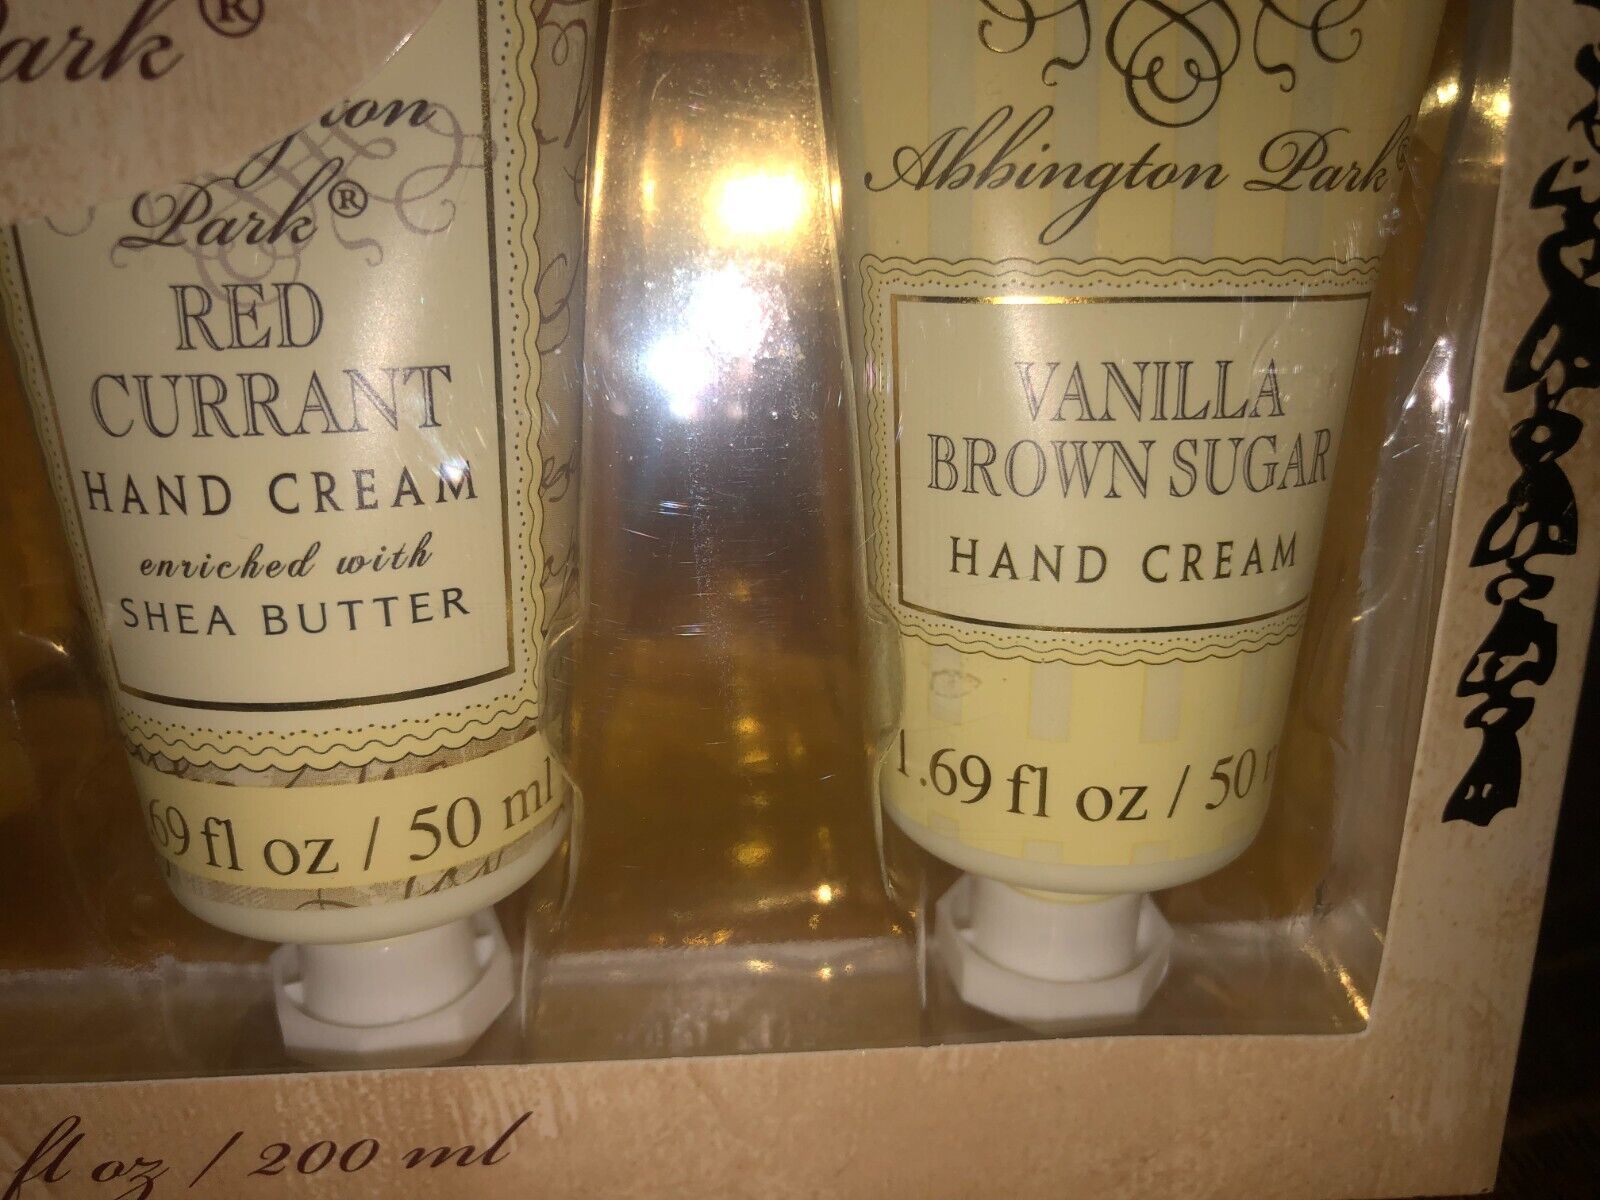 Park®
Park®
RED
CURRANT
HAND CREAM
enriched with
SHEA BUTTER
69 fl oz / 50 ml
Abbington Park®
VANILLA
BROWN SUGAR
HAND CREAM
1.69 fl oz / 50
fl oz / 200 ml